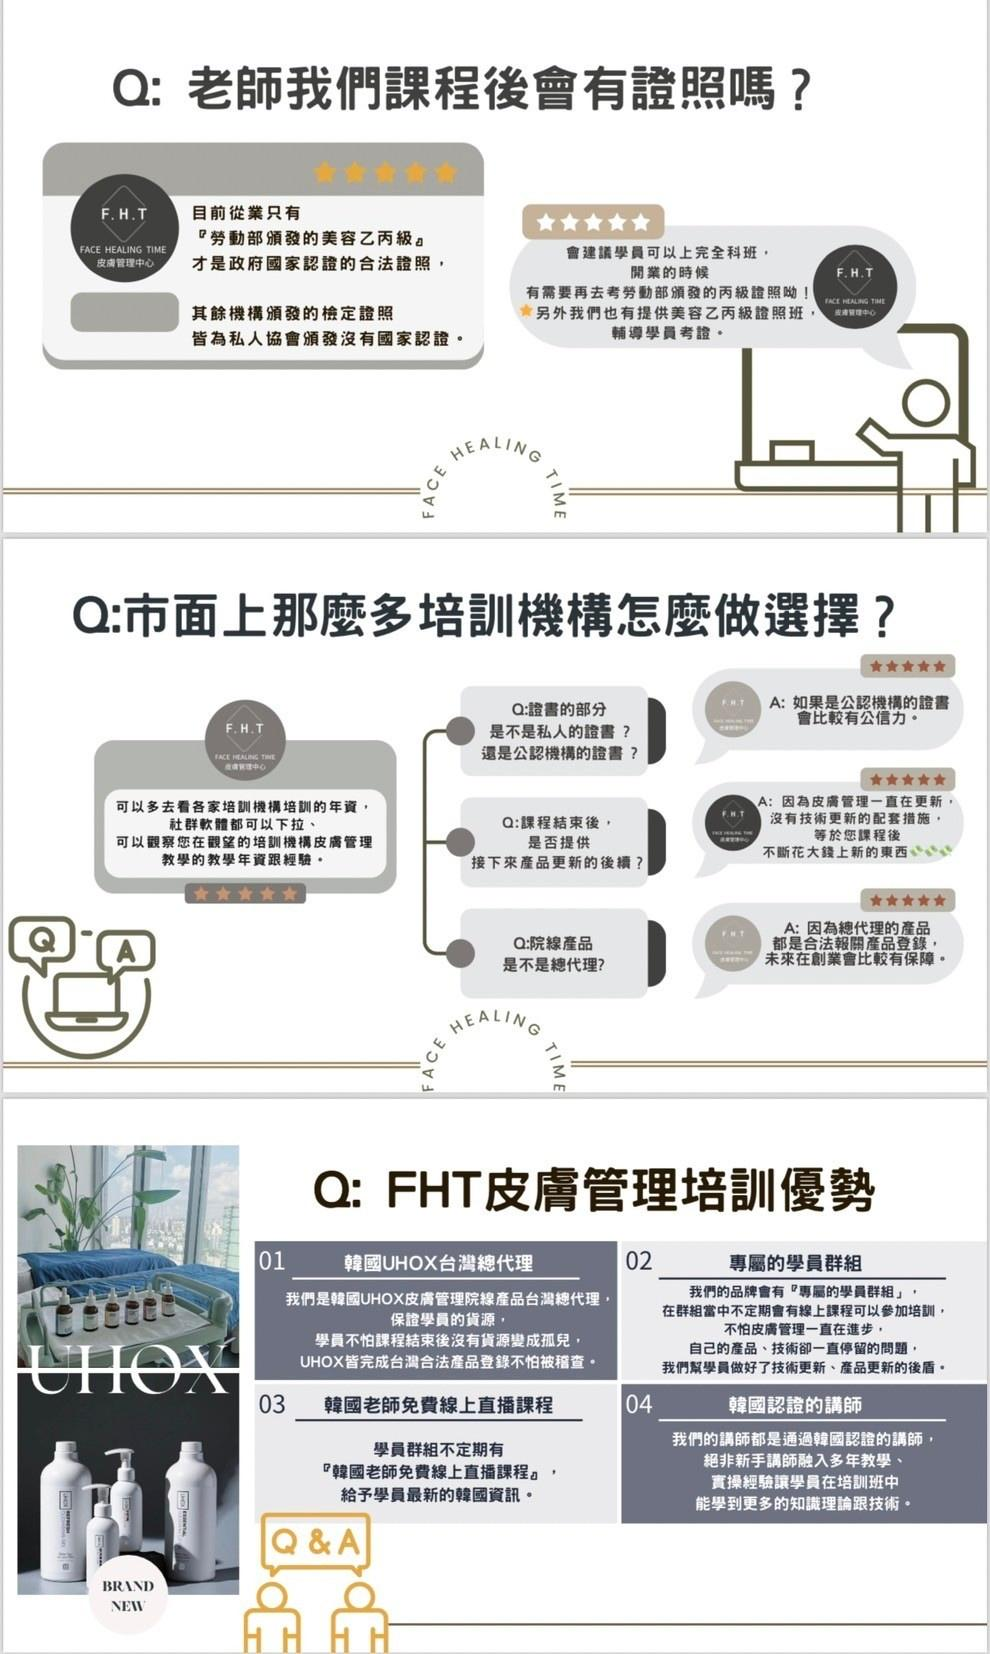 Q: 老師我們課程後會有證照嗎？
F.H.T
FACE HEALING TIME
皮膚管理中心
目前從業只有
『勞動部頒發的美容乙丙級』
才是政府國家認證的合法證照，
其餘機構頒發的檢定證照
皆為私人協會頒發沒有國家認證。
會建議學員可以上完全科班，
開業的時候
有需要再去考勞動部頒發的丙級證照呦！
另外我們也有提供美容乙丙級證照班，
輔導學員考證。
F.H.T
FACE HEALING TIME
皮膚管理中心
FACE HEALING TIME
Q:市面上那麼多培訓機構怎麼做選擇？
F.H.T
FACE HEALING TIME
皮膚管理中心
可以多去看各家培訓機構培訓的年資，
社群軟體都可以下拉、
可以觀察您在觀望的培訓機構皮膚管理
教學的教學年資跟經驗。
Q:證書的部分
是不是私人的證書？
還是公認機構的證書？
F.H.T
FACE HEALING TIME
皮膚管理中心
A: 如果是公認機構的證書
會比較有公信力。
Q:課程結束後，
是否提供
接下來產品更新的後續？
F.H.T
FACE HEALING TIME
皮膚管理中心
A: 因為皮膚管理一直在更新，
沒有技術更新的配套措施，
等於您課程後
不斷花大錢上新的東西
Q:院線產品
是不是總代理?
F.H.T
FACE HEALING TIME
皮膚管理中心
A: 因為總代理的產品
都是合法報關產品登錄，
未來在創業會比較有保障。
Q A
FACE HEALING TIME
Q: FHT皮膚管理培訓優勢
UHOX
BRAND
NEW
01 韓國UHOX台灣總代理
我們是韓國UHOX皮膚管理院線產品台灣總代理，
保證學員的貨源，
學員不怕課程結束後沒有貨源變成孤兒，
UHOX皆完成台灣合法產品登錄不怕被稽查。
02 專屬的學員群組
我們的品牌會有『專屬的學員群組」，
在群組當中不定期會有線上課程可以參加培訓，
不怕皮膚管理一直在進步，
自己的產品、技術卻一直停留的問題，
我們幫學員做好了技術更新、產品更新的後盾。
03 韓國老師免費線上直播課程
學員群組不定期有
『韓國老師免費線上直播課程』，
給予學員最新的韓國資訊。
04 韓國認證的講師
我們的講師都是通過韓國認證的講師，
絕非新手講師融入多年教學、
實操經驗讓學員在培訓班中
能學到更多的知識理論跟技術。
Q & A